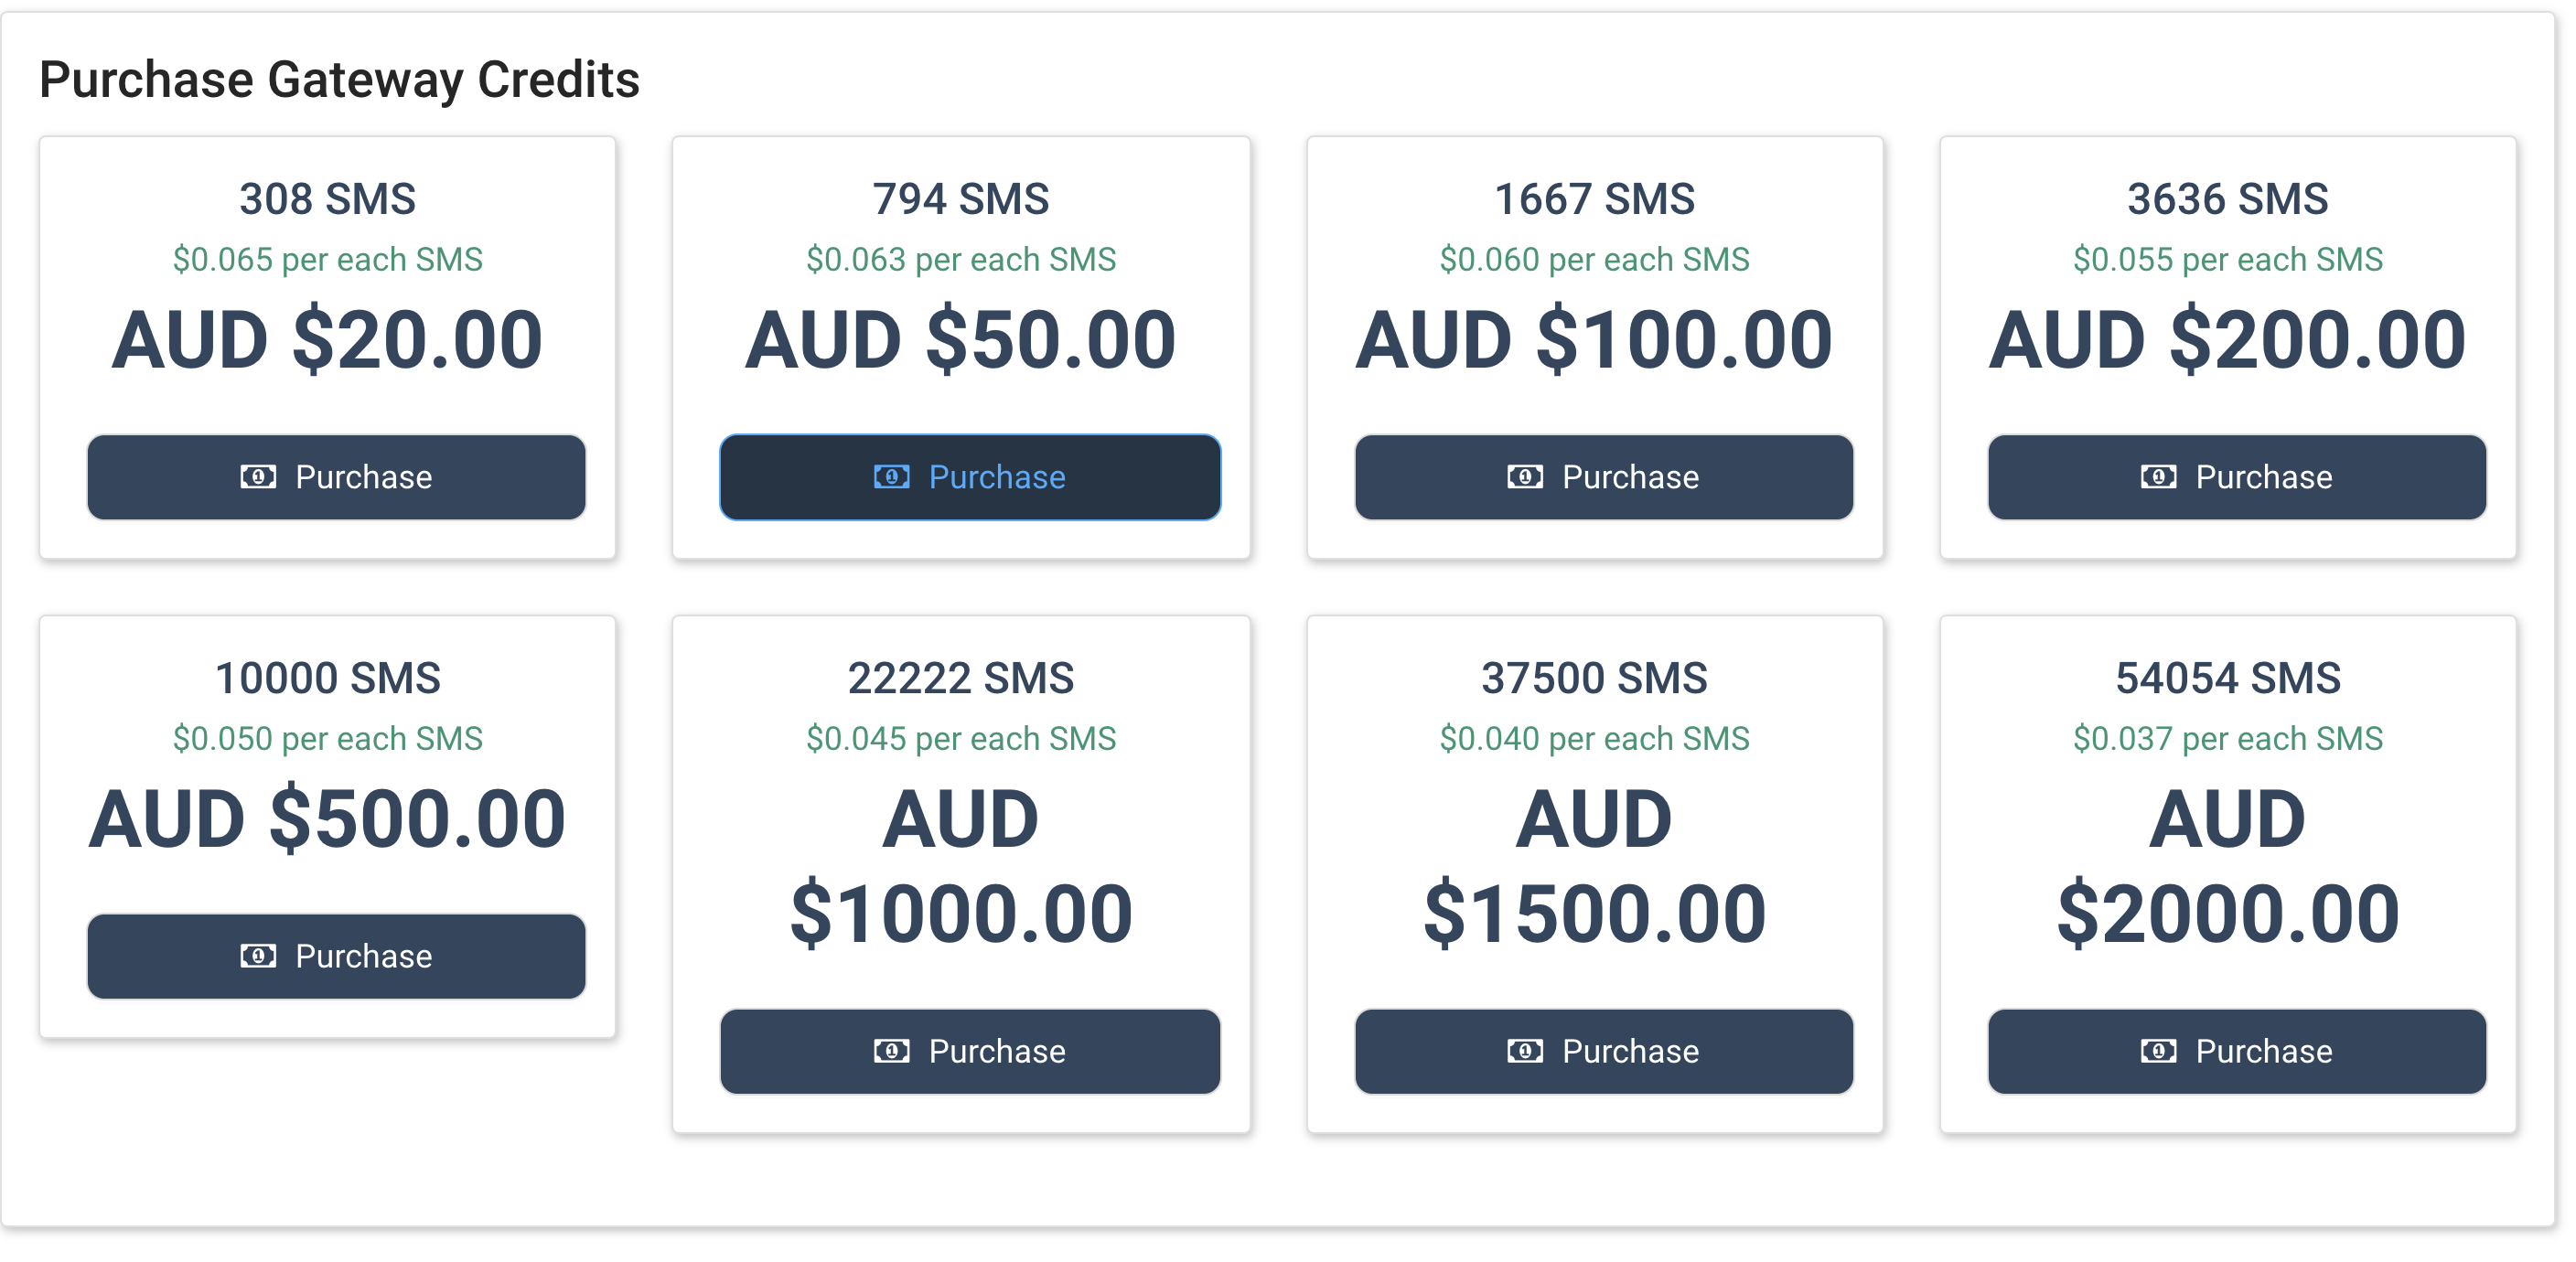 Purchase Gateway Credits
308 SMS
$0.065 per each SMS
AUD $20.00
Purchase
794 SMS
$0.063 per each SMS
AUD $50.00
Purchase
1667 SMS
$0.060 per each SMS
AUD $100.00
Purchase
3636 SMS
$0.055 per each SMS
AUD $200.00
Purchase
10000 SMS
$0.050 per each SMS
AUD $500.00
Purchase
22222 SMS
$0.045 per each SMS
AUD
$1000.00
Purchase
37500 SMS
$0.040 per each SMS
AUD
$1500.00
Purchase
54054 SMS
$0.037 per each SMS
AUD
$2000.00
Purchase